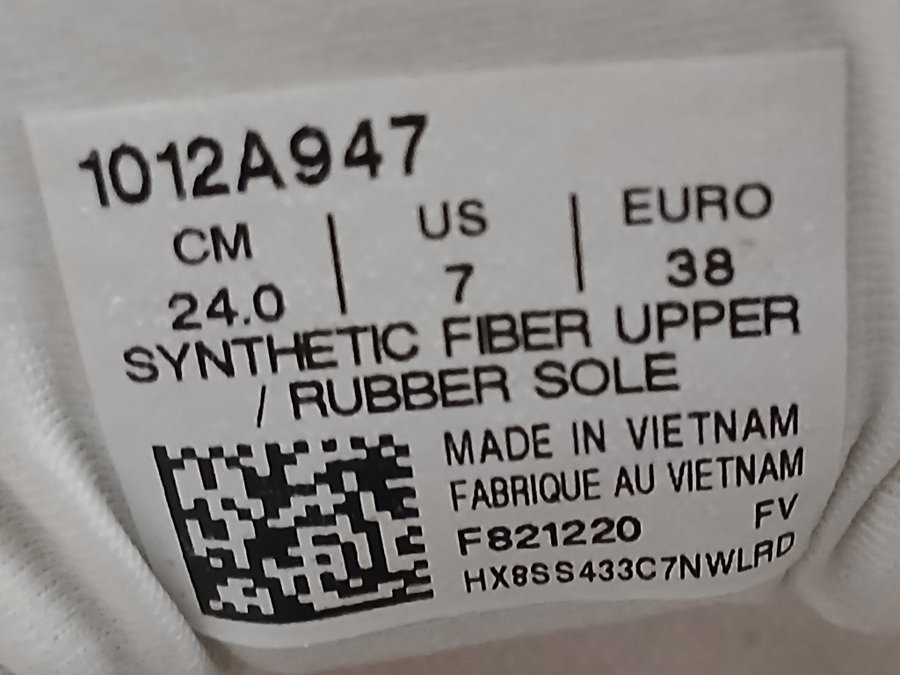 1012A947
CM | US | EURO
24.0 | 7 | 38
SYNTHETIC FIBER UPPER
/ RUBBER SOLE
MADE IN VIETNAM
FABRIQUE AU VIETNAM
F821220 FV
HX8SS433C7NWLRD